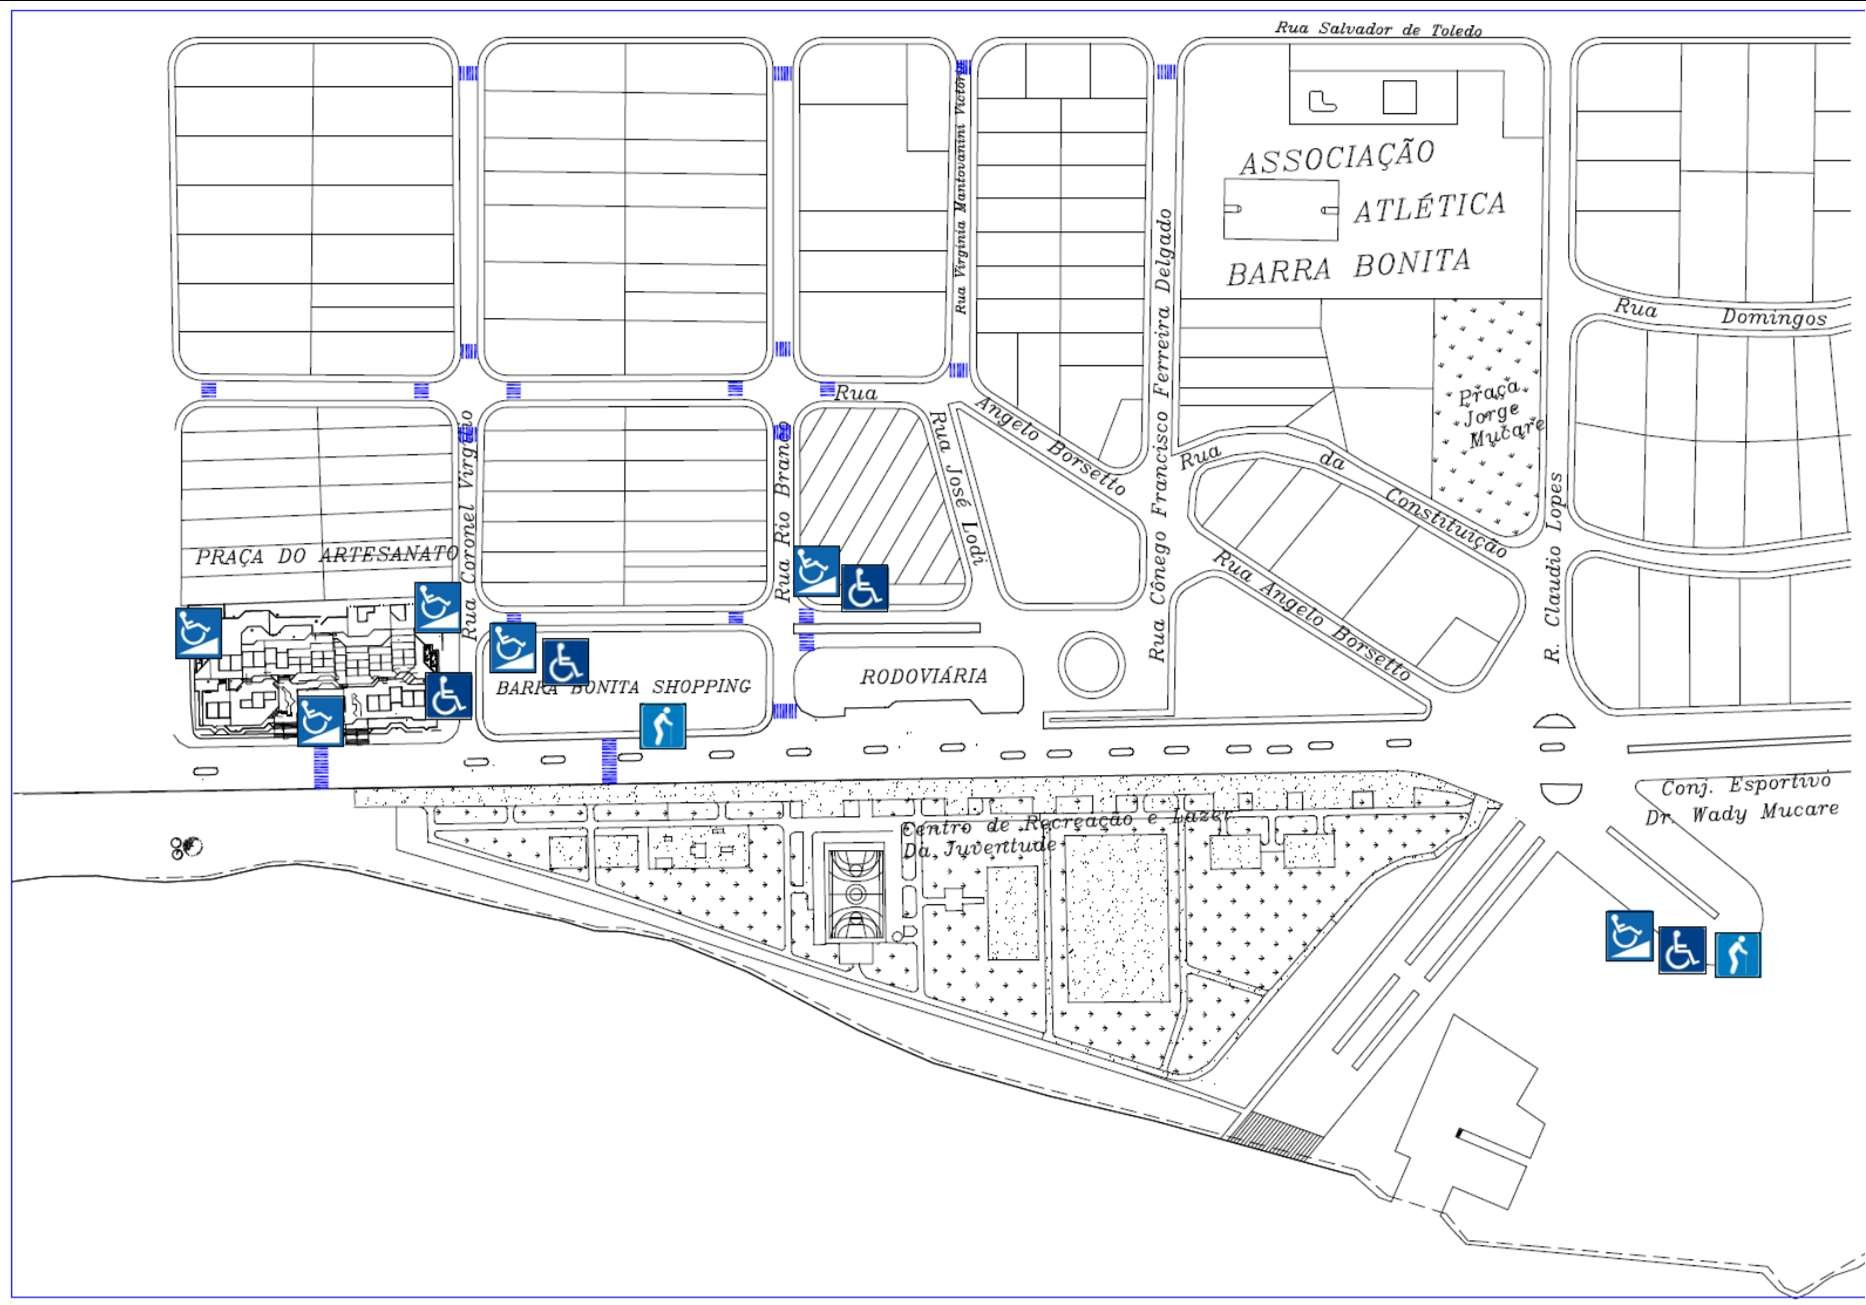 Rua Salvador de Toledo
ASSOCIAÇÃO
ATLÉTICA
BARRA BONITA
Rua Virginia Mantovanini Victorio
Rua Cônego Francisco Ferreira Delgado
Rua Domingos
Praça
Jorge
Mucare
Rua
Angelo Borsetto
Rua da Constituição
Rua Coronel Virgílio
Rua Rio Branco
Rua José Lodi
R. Claudio Lopes
PRAÇA DO ARTESANATO
Rua Angelo Borsetto
BARRA BONITA SHOPPING
RODOVIÁRIA
Conj. Esportivo
Dr. Wady Mucare
Centro de Recreação e Lazer
Da Juventude